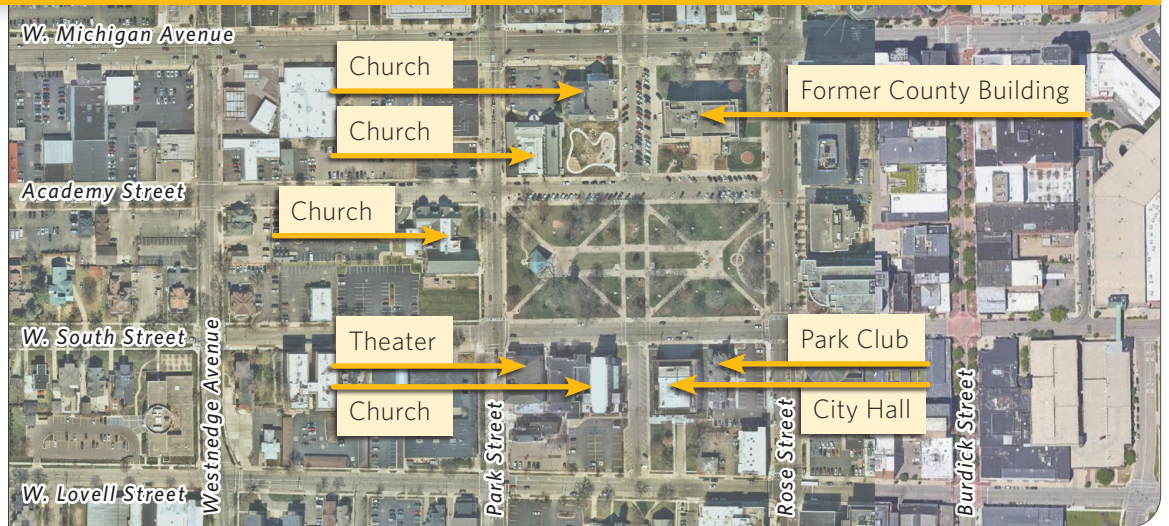 W. Michigan Avenue
Church
Former County Building
Church
Academy Street
Church
W. South Street
Theater
Park Club
Church
City Hall
Westnedge Avenue
Park Street
Rose Street
Burdick Street
W. Lovell Street